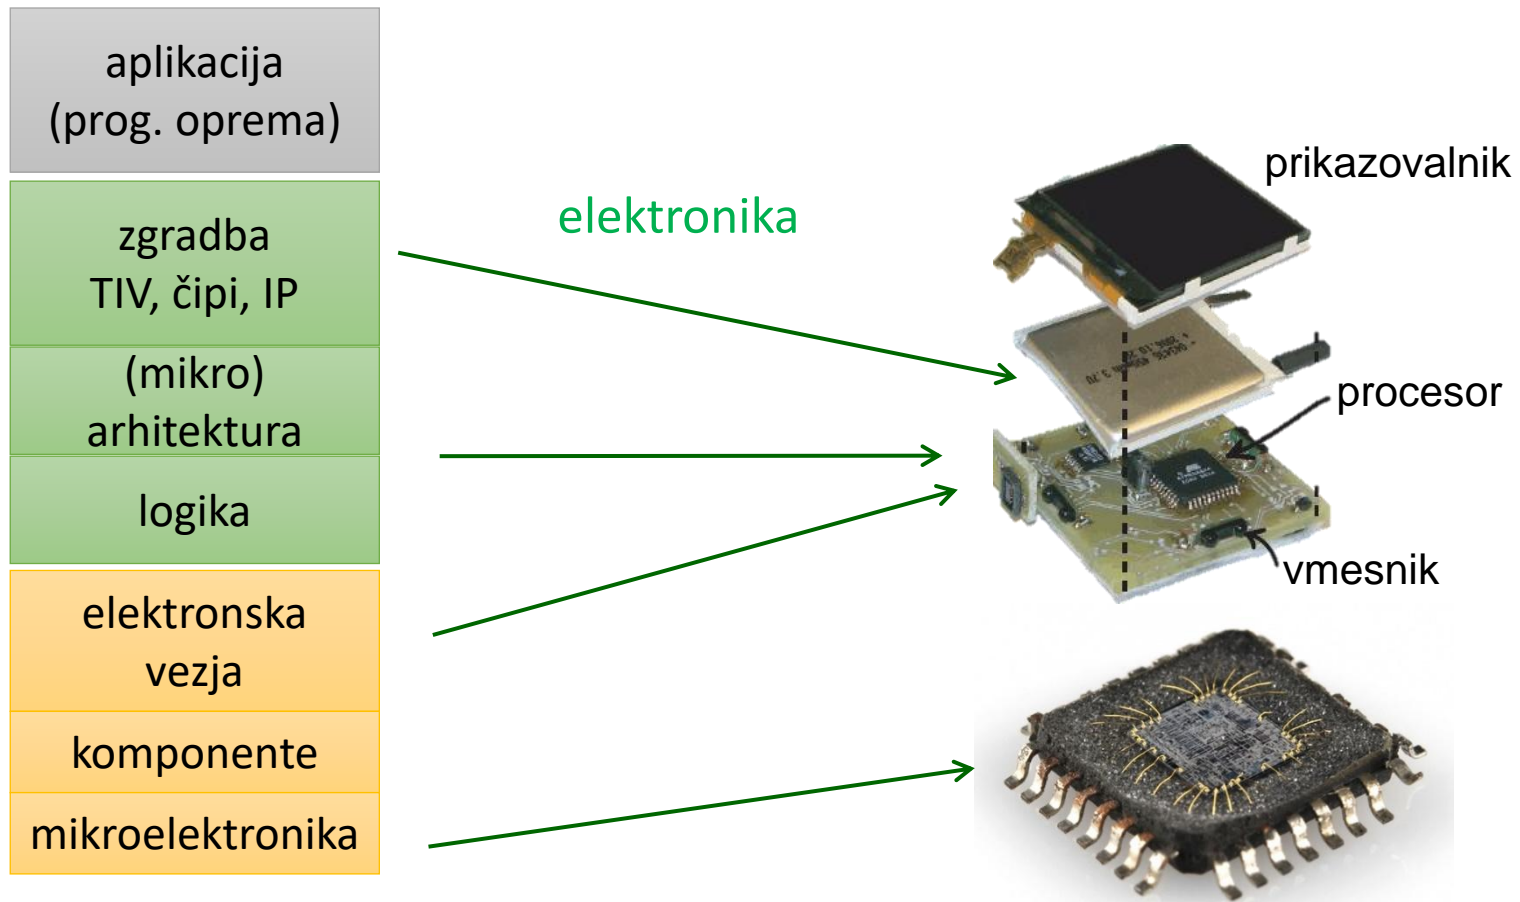 aplikacija
(prog. oprema)
zgradba
TIV, čipi, IP
(mikro)
arhitektura
logika
elektronska
vezja
komponente
mikroelektronika
elektronika
prikazovalnik
procesor
vmesnik